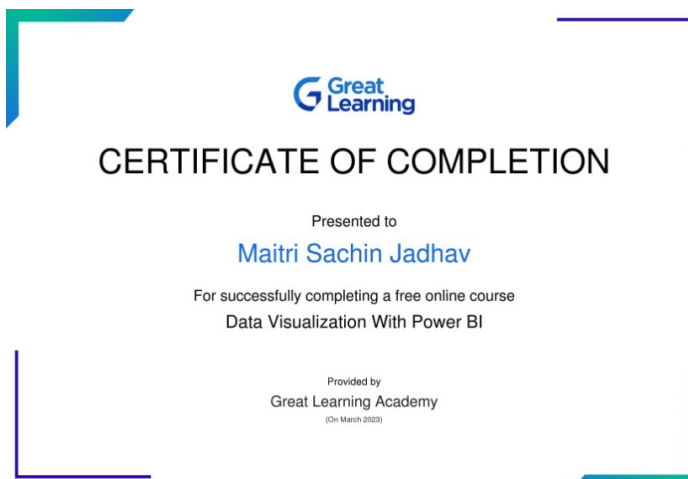 Great
Learning
CERTIFICATE OF COMPLETION
Presented to
Maitri Sachin Jadhav
For successfully completing a free online course
Data Visualization With Power BI
Provided by
Great Learning Academy
(On March 2023)